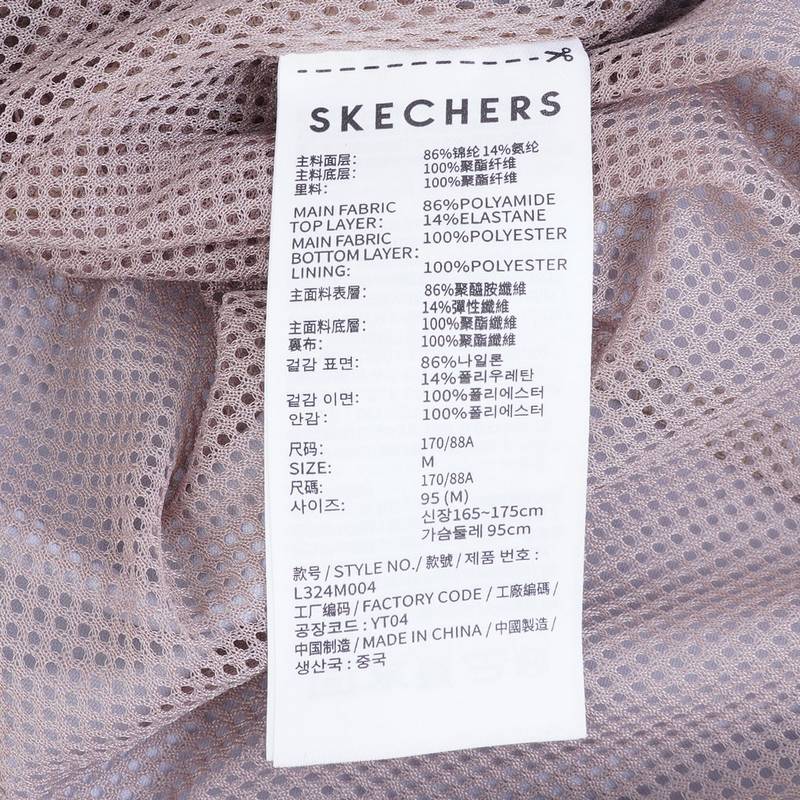 SKECHERS
主料面层: 86%锦纶 14%氨纶
主料底层: 100%聚酯纤维
里料: 100%聚酯纤维
MAIN FABRIC 86%POLYAMIDE
TOP LAYER: 14%ELASTANE
MAIN FABRIC 100%POLYESTER
BOTTOM LAYER:
LINING: 100%POLYESTER
主面料表層: 86%聚醯胺纖維
14%彈性纖維
主面料底層: 100%聚酯纖維
裏布: 100%聚酯纖維
겉감 표면: 86%나일론
14%폴리우레탄
겉감 이면: 100%폴리에스터
안감: 100%폴리에스터
尺码: 170/88A
SIZE: M
尺碼: 170/88A
사이즈: 95 (M)
신장165~175cm
가슴둘레 95cm
款号 / STYLE NO./ 款號 / 제품 번호 :
L324M004
工厂编码 / FACTORY CODE / 工廠編碼 /
공장코드 : YT04
中国制造 / MADE IN CHINA / 中國製造 /
생산국 : 중국